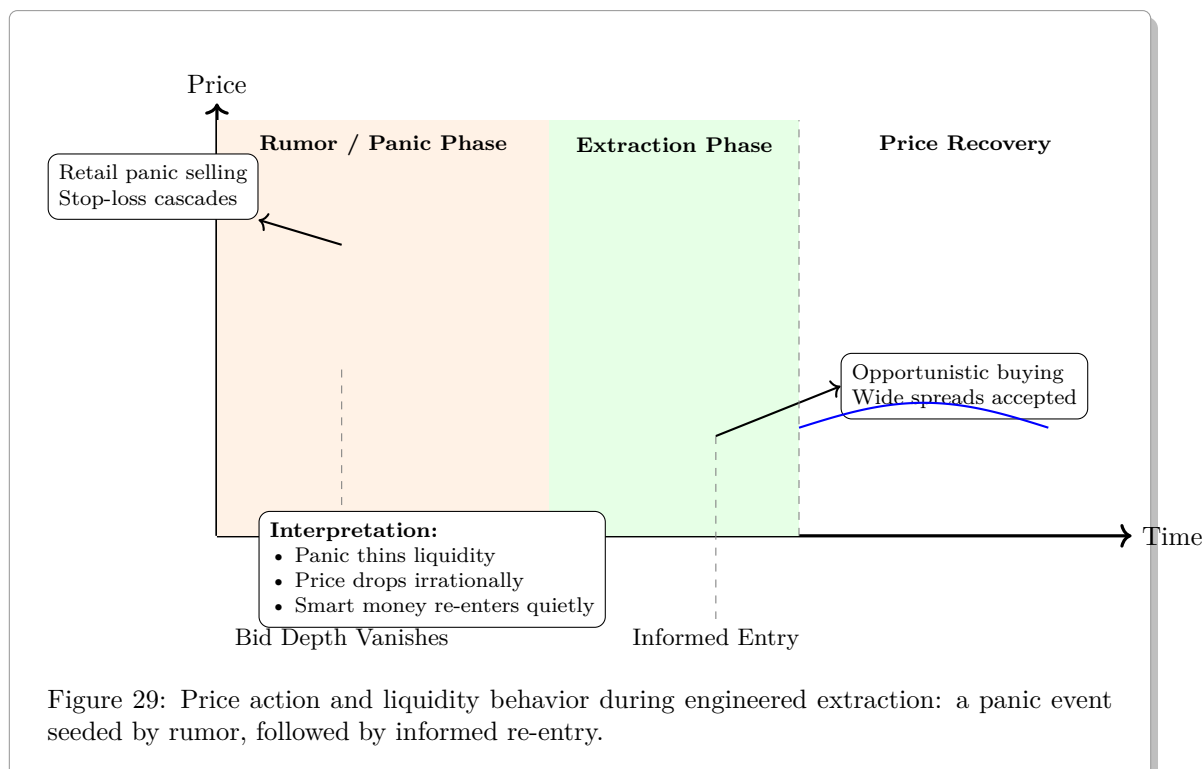 Price
Rumor / Panic Phase
Extraction Phase
Price Recovery
Retail panic selling
Stop-loss cascades
Opportunistic buying
Wide spreads accepted
Time
Interpretation:
• Panic thins liquidity
• Price drops irrationally
• Smart money re-enters quietly
Bid Depth Vanishes
Informed Entry
Figure 29: Price action and liquidity behavior during engineered extraction: a panic event
seeded by rumor, followed by informed re-entry.